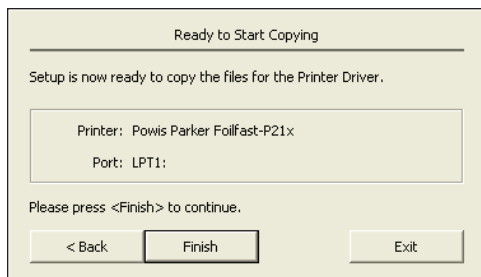 Ready to Start Copying
Setup is now ready to copy the files for the Printer Driver.
Printer: Powis Parker Foilfast-P21x
Port: LPT1:
Please press <Finish> to continue.
< Back Finish Exit